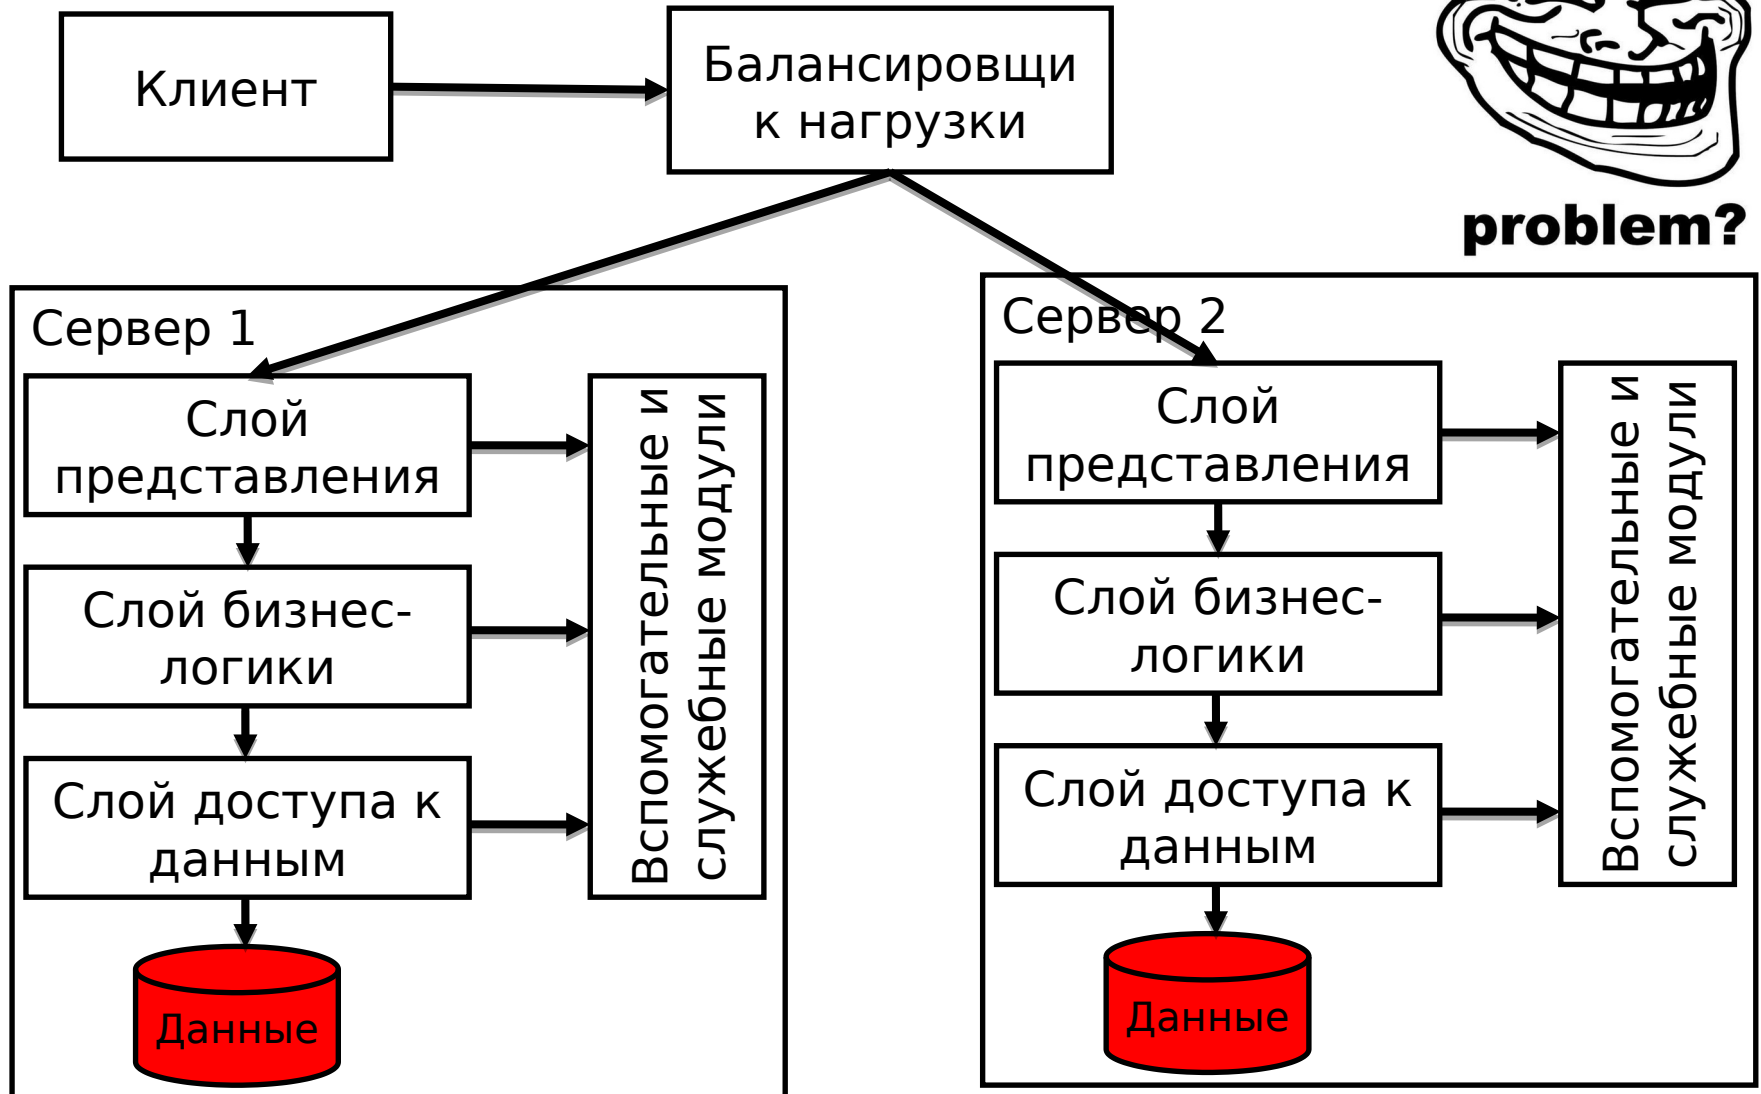 Клиент
Балансировщи
к нагрузки
problem?
Сервер 1
Слой
представления
Слой бизнес-
логики
Слой доступа к
данным
Данные
Вспомогательные и
служебные модули
Сервер 2
Слой
представления
Слой бизнес-
логики
Слой доступа к
данным
Данные
Вспомогательные и
служебные модули